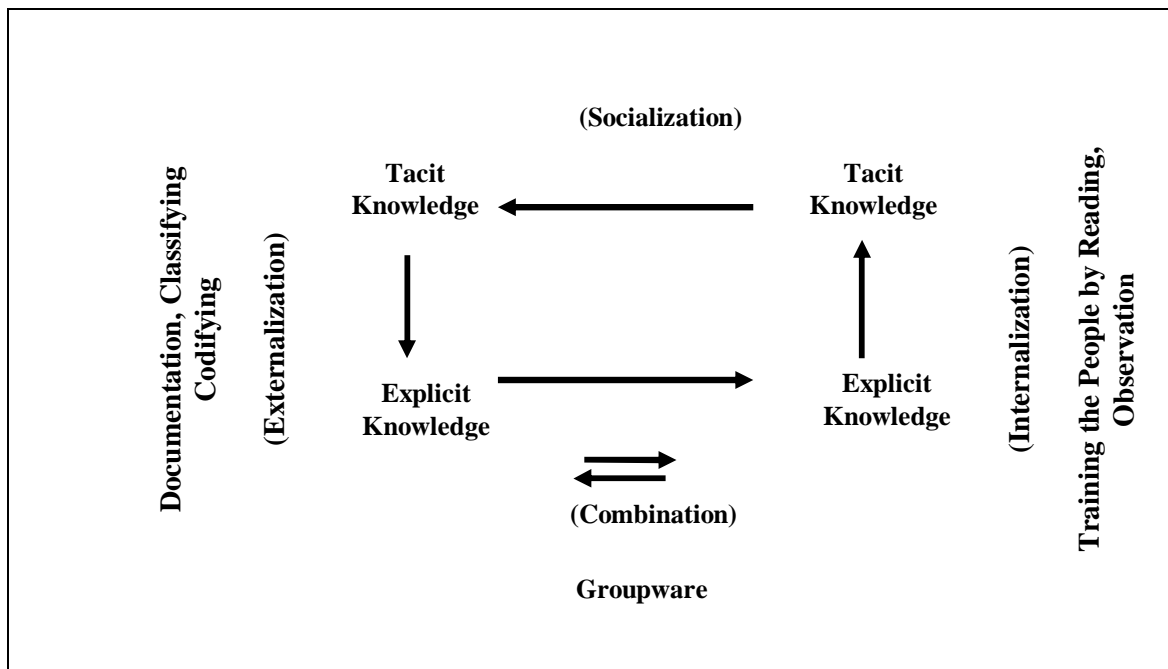 (Socialization)
Tacit
Knowledge
Tacit
Knowledge
Documentation, Classifying
Codifying
(Externalization)
Explicit
Knowledge
Explicit
Knowledge
(Internalization)
Training the People by Reading,
Observation
(Combination)
Groupware